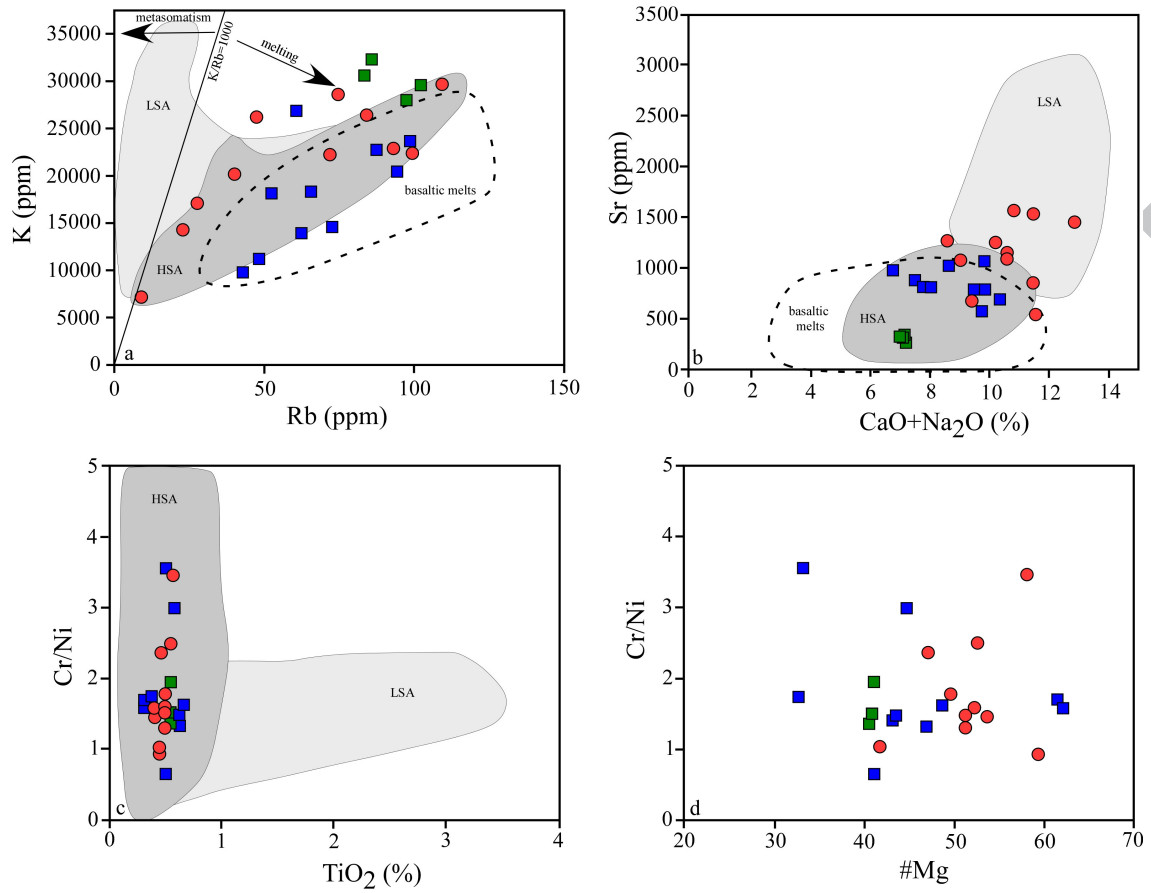 metasomatism
K/Rb=1000
melting
LSA
HSA
basaltic melts
35000
30000
25000
20000
15000
10000
5000
0
K (ppm)
a
0
50
100
150
Rb (ppm)
3500
3000
2500
2000
1500
1000
500
0
Sr (ppm)
LSA
HSA
basaltic
melts
b
2
4
6
8
10
12
14
CaO+Na2O (%)
5
4
3
2
1
0
Cr/Ni
HSA
LSA
c
0
1
2
3
4
TiO2 (%)
5
4
3
2
1
0
Cr/Ni
d
20
30
40
50
60
70
#Mg